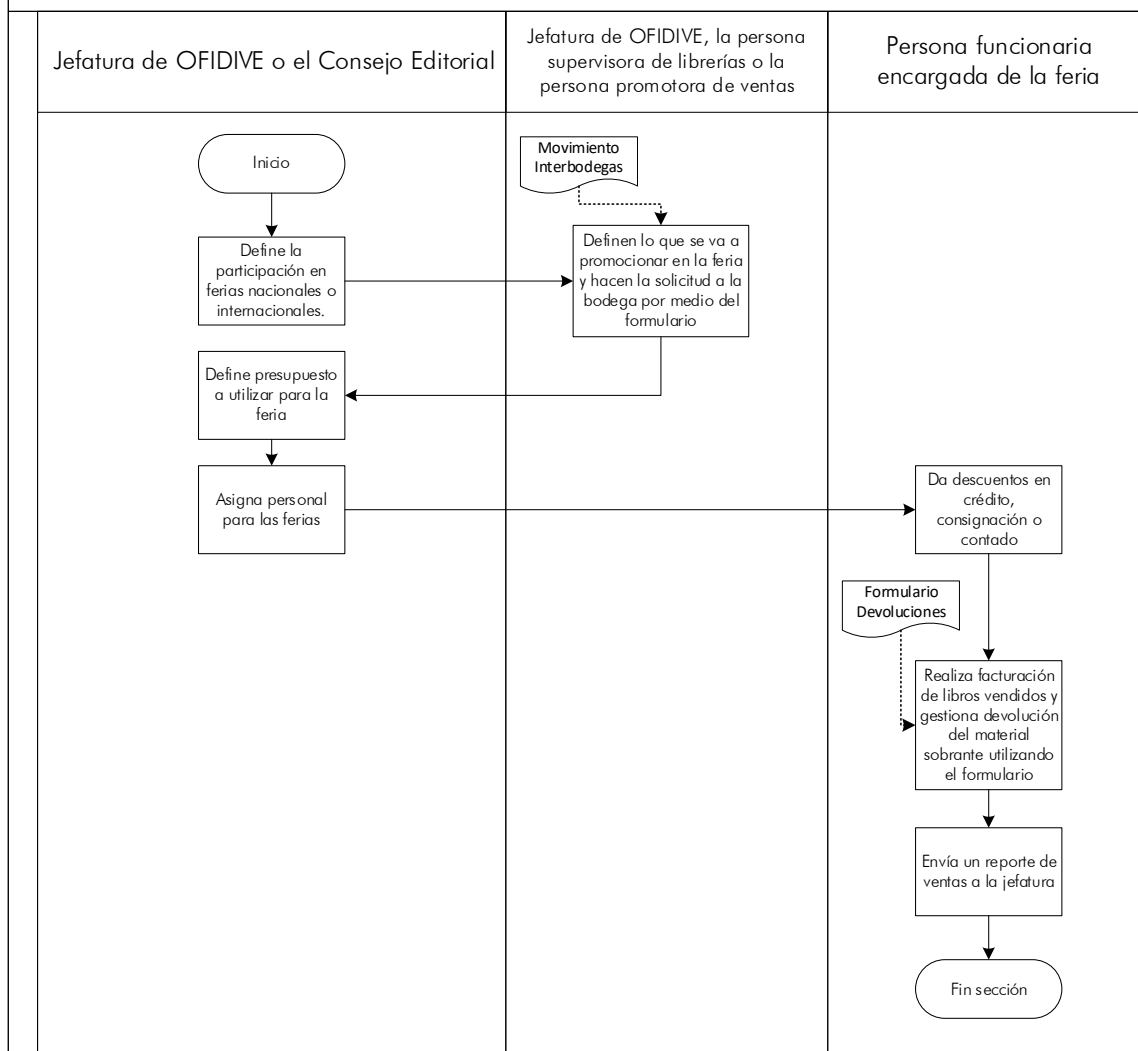 Jefatura de OFIDIVE o el Consejo Editorial
Jefatura de OFIDIVE, la persona
supervisora de librerías o la
persona promotora de ventas
Persona funcionaria
encargada de la feria
Inicio
Movimiento
Interbodegas
Define la
participación en
ferias nacionales o
internacionales.
Definen lo que se va a
promocionar en la feria
y hacen la solicitud a la
bodega por medio del
formulario
Define presupuesto
a utilizar para la
feria
Asigna personal
para las ferias
Da descuentos en
crédito,
consignación o
contado
Formulario
Devoluciones
Realiza facturación
de libros vendidos y
gestiona devolución
del material
sobrante utilizando
el formulario
Envía un reporte de
ventas a la jefatura
Fin sección